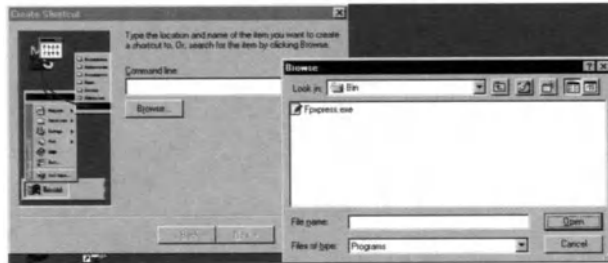 Create Shortcut
Type the location and name of the item you want to create
a shortcut to. Or, search for the item by clicking Browse.
Command line:
Browse...
Browse
Look in: Bin
Fpxpress.exe
File name:
Open
Files of type: Programs
Cancel